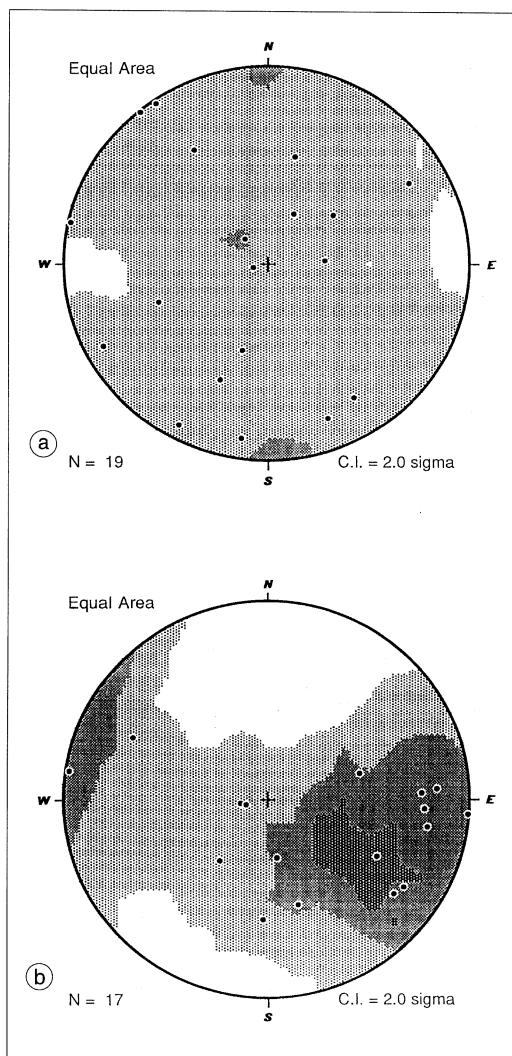 N
Equal Area
W
E
a
N = 19
C.I. = 2.0 sigma
S
N
Equal Area
W
E
b
N = 17
C.I. = 2.0 sigma
S